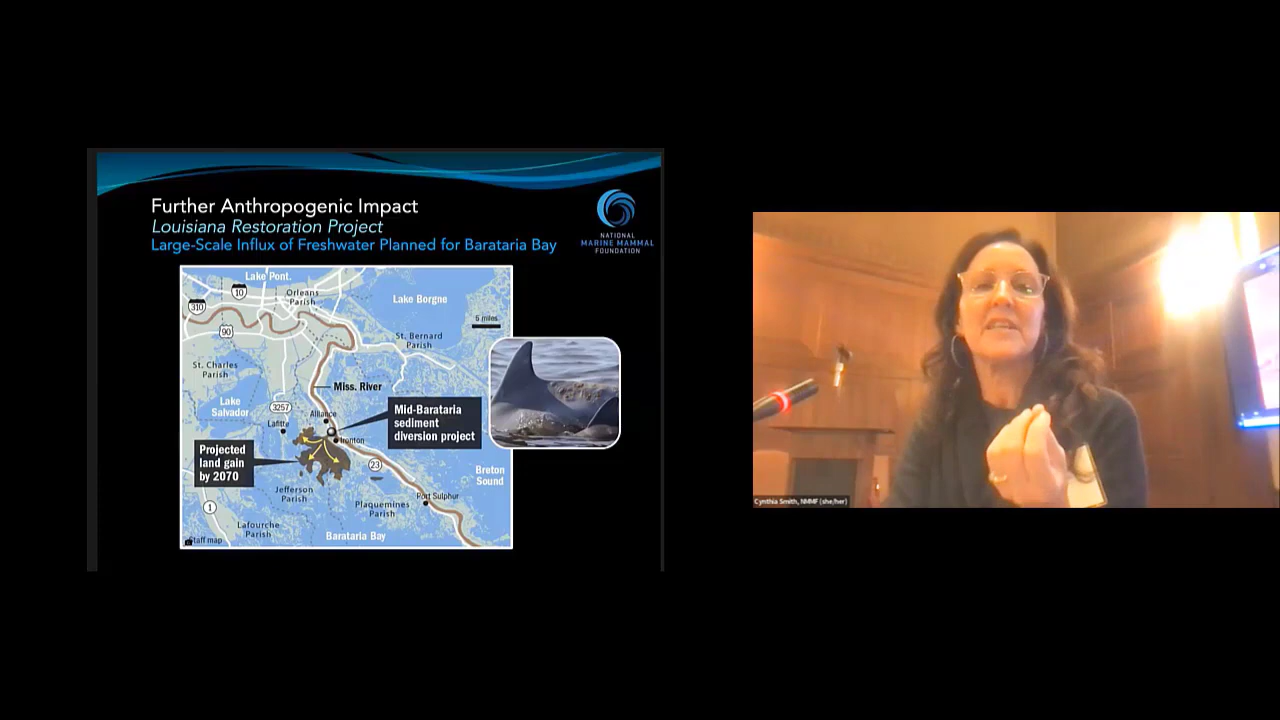 Further Anthropogenic Impact
Louisiana Restoration Project
Large-Scale Influx of Freshwater Planned for Barataria Bay
NATIONAL
MARINE MAMMAL
FOUNDATION
Lake Pont.
10
Orleans
Parish
310
Lake Borgne
5 miles
90
St. Bernard
Parish
St. Charles
Parish
Miss. River
Lake
Salvador
3257
Alliance
Lafitte
Ironton
Mid-Barataria
sediment
diversion project
Projected
land gain
by 2070
23
Breton
Sound
Jefferson
Parish
Port Sulphur
Plaquemines
Parish
1
Lafourche
Parish
Barataria Bay
Staff map
Cynthia Smith, NMMF (she/her)